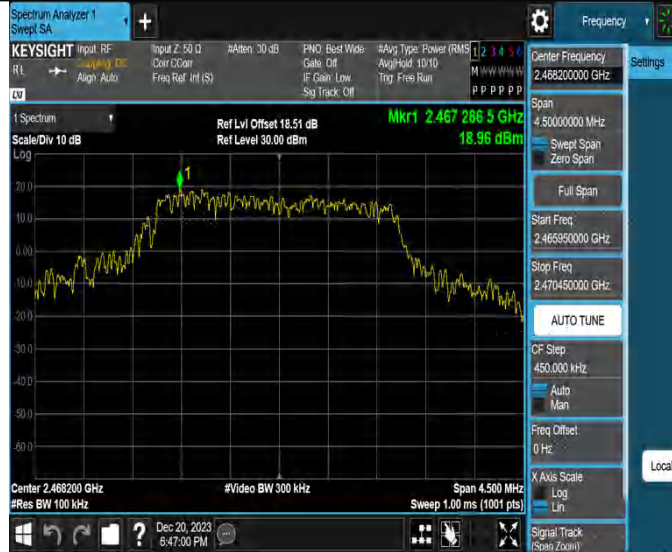 Spectrum Analyzer 1
Swept SA
+
Frequency
KEYSIGHT
Input: RF
Input Z: 50 Ω
#Atten: 30 dB
PNO: Best Wide
#Avg Type: Power (RMS
1 2 3 4 5 6
RL
Coupling: DC
Corr CCorr
Gate: Off
Avg|Hold: 10/10
M W W W W W
Align: Auto
Freq Ref: Int (S)
IF Gain: Low
Trig: Free Run
Sig Track: Off
P P P P P P
1 Spectrum
Scale/Div 10 dB
Ref Lvl Offset 18.51 dB
Ref Level 30.00 dBm
Mkr1 2.467 286 5 GHz
18.96 dBm
Log
1
20.0
10.0
0.00
-10.0
-20.0
-30.0
-40.0
-50.0
-60.0
Center 2.468200 GHz
#Video BW 300 kHz
Span 4.500 MHz
#Res BW 100 kHz
Sweep 1.00 ms (1001 pts)
?
Dec 20, 2023
6:47:00 PM
Center Frequency
2.468200000 GHz
Settings
Span
4.50000000 MHz
Swept Span
Zero Span
Full Span
Start Freq
2.465950000 GHz
Stop Freq
2.470450000 GHz
AUTO TUNE
CF Step
450.000 kHz
Auto
Man
Freq Offset
0 Hz
X Axis Scale
Log
Lin
Local
Signal Track
(Span Zoom)